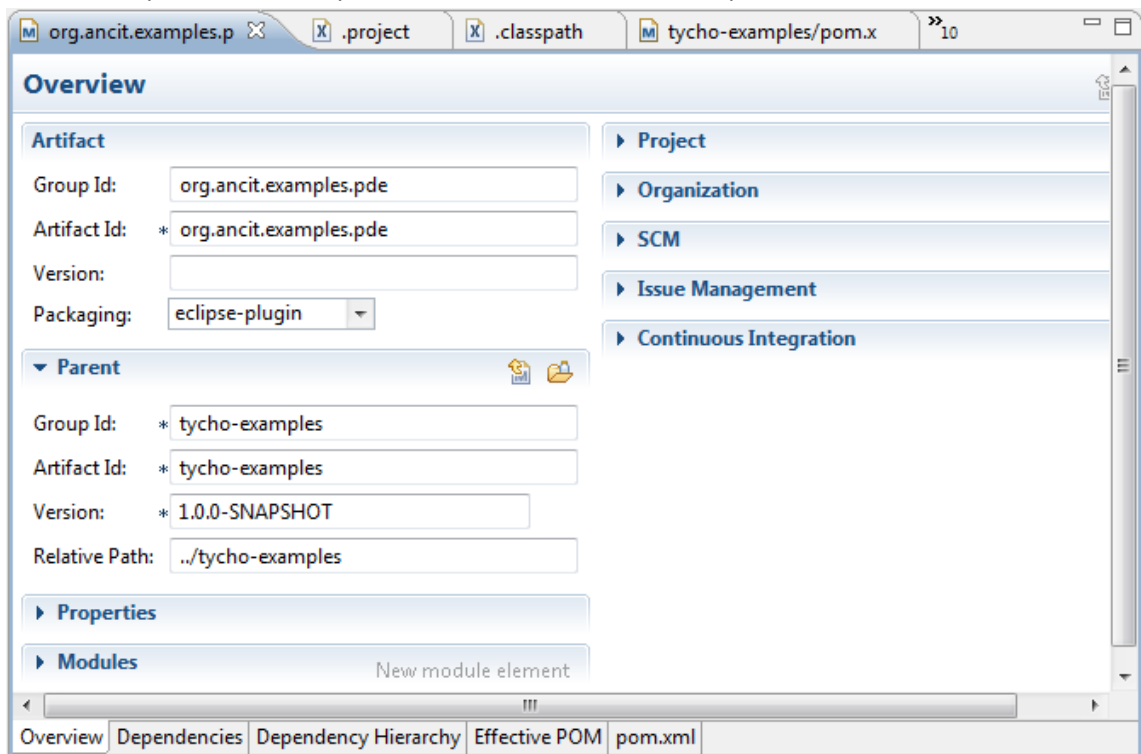 org.ancit.examples.p
.project
.classpath
tycho-examples/pom.x
»10
Overview
Artifact
Group Id: org.ancit.examples.pde
Artifact Id: * org.ancit.examples.pde
Version:
Packaging: eclipse-plugin
Parent
Group Id: * tycho-examples
Artifact Id: * tycho-examples
Version: * 1.0.0-SNAPSHOT
Relative Path: ../tycho-examples
Properties
Modules New module element
Project
Organization
SCM
Issue Management
Continuous Integration
Overview Dependencies Dependency Hierarchy Effective POM pom.xml